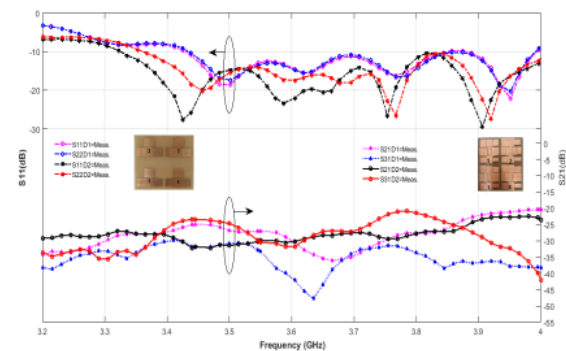 0
-10
-20
-30
S11(dB)
S11D1=Meas.
S22D1=Meas.
S11D2=Meas.
S22D2=Meas.
S21D1=Meas.
S31D1=Meas.
S21D2=Meas.
S31D2=Meas.
0
-5
-10
-15
-20
-25
-30
-35
-40
-45
-50
-55
S21(dB)
3.2 3.3 3.4 3.5 3.6 3.7 3.8 3.9 4
Frequency (GHz)